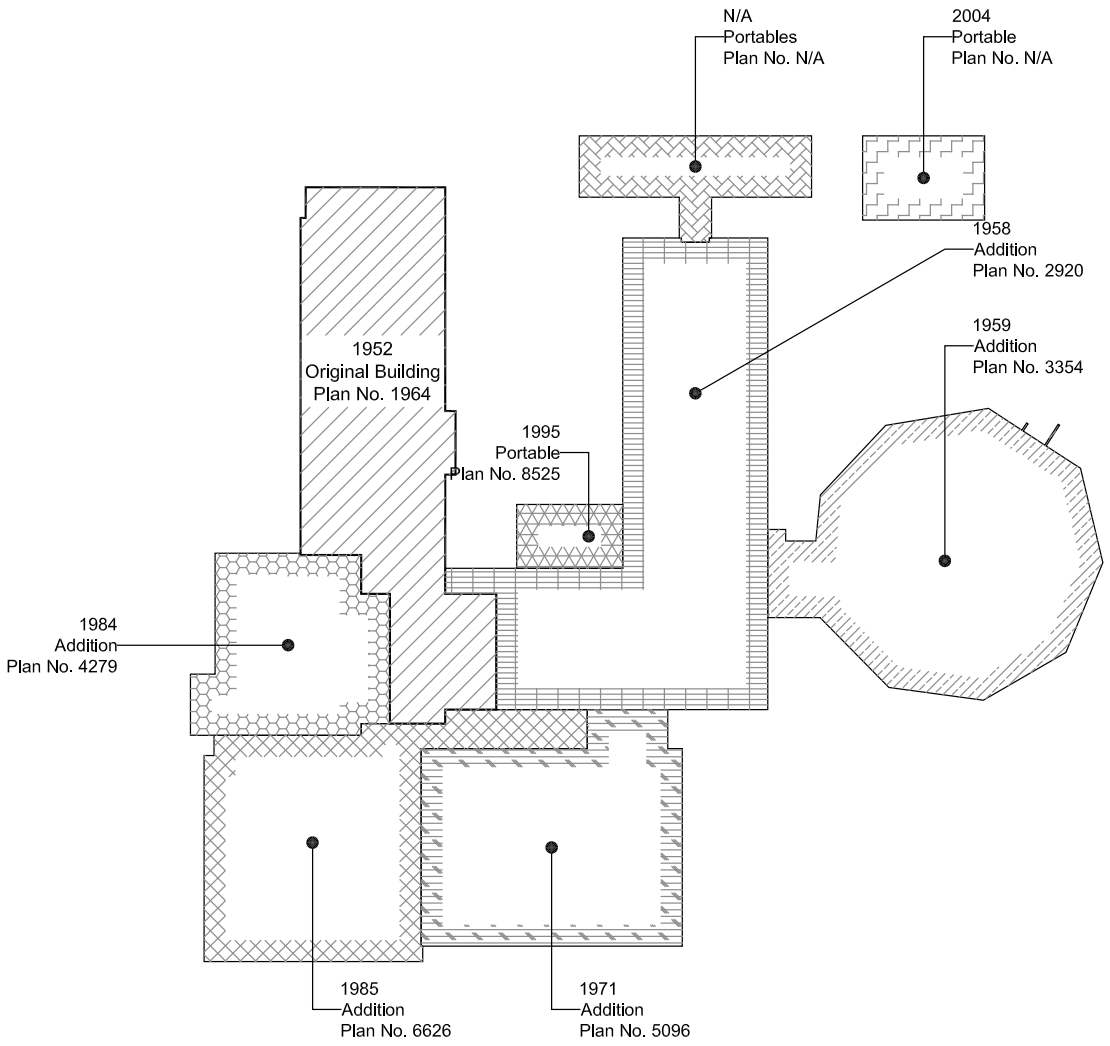 N/A
Portables
Plan No. N/A
2004
Portable
Plan No. N/A
1958
Addition
Plan No. 2920
1959
Addition
Plan No. 3354
1952
Original Building
Plan No. 1964
1995
Portable
Plan No. 8525
1984
Addition
Plan No. 4279
1985
Addition
Plan No. 6626
1971
Addition
Plan No. 5096